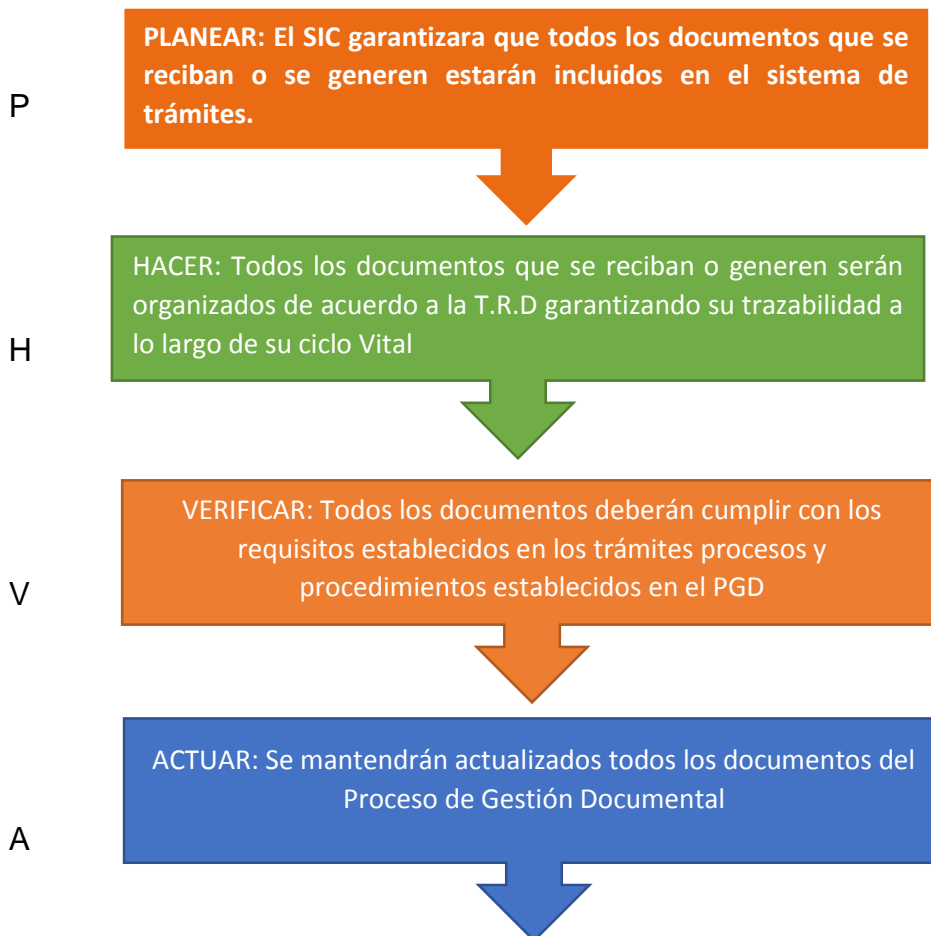 PLANEAR: El SIC garantizara que todos los documentos que se
reciban o se generen estarán incluidos en el sistema de
trámites.
P
HACER: Todos los documentos que se reciban o generen serán
organizados de acuerdo a la T.R.D garantizando su trazabilidad a
lo largo de su ciclo Vital
H
VERIFICAR: Todos los documentos deberán cumplir con los
requisitos establecidos en los trámites procesos y
procedimientos establecidos en el PGD
V
ACTUAR: Se mantendrán actualizados todos los documentos del
Proceso de Gestión Documental
A